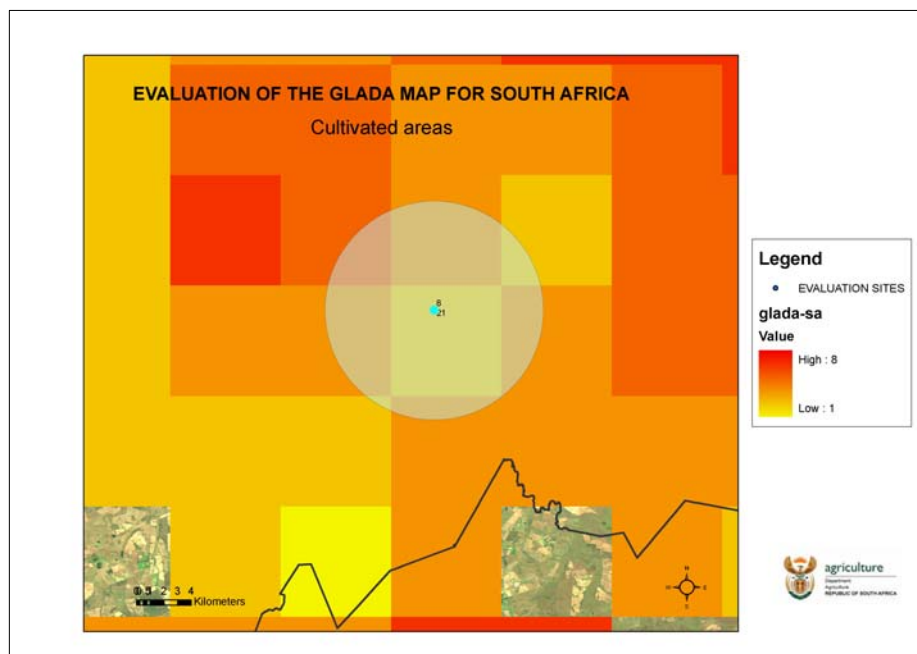 EVALUATION OF THE GLADA MAP FOR SOUTH AFRICA
Cultivated areas
8
21
Legend
EVALUATION SITES
glada-sa
Value
High : 8
Low : 1
2 3 4
Kilometers
N
W E
S
agriculture
Department
Agriculture
REPUBLIC OF SOUTH AFRICA